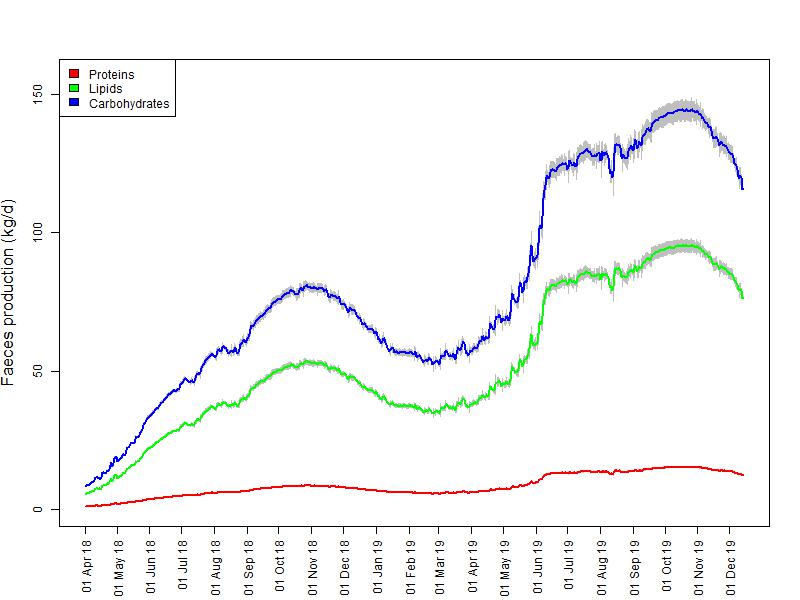 Proteins
Lipids
Carbohydrates
Faeces production (kg/d)
150
100
50
0
01 Apr 18
01 May 18
01 Jun 18
01 Jul 18
01 Aug 18
01 Sep 18
01 Oct 18
01 Nov 18
01 Dec 18
01 Jan 19
01 Feb 19
01 Mar 19
01 Apr 19
01 May 19
01 Jun 19
01 Jul 19
01 Aug 19
01 Sep 19
01 Oct 19
01 Nov 19
01 Dec 19